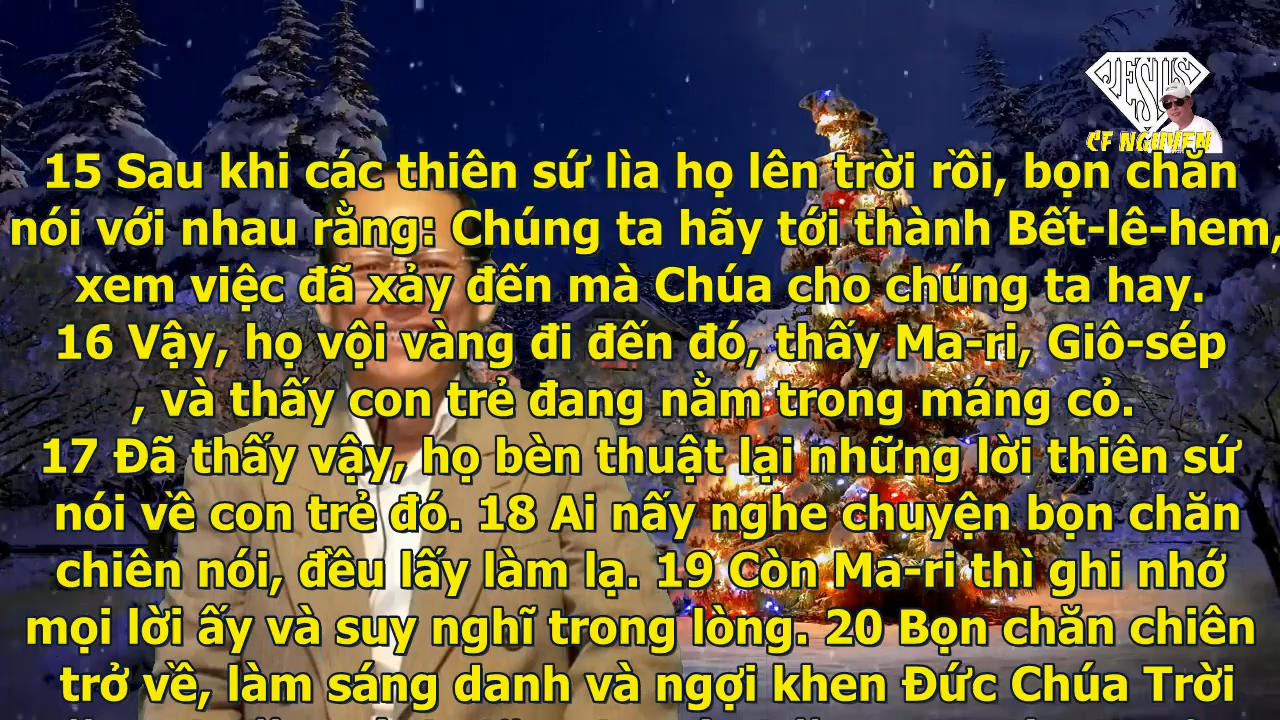 JESUS
CF NGUYEN
15 Sau khi các thiên sứ lìa họ lên trời rồi, bọn chăn
nói với nhau rằng: Chúng ta hãy tới thành Bết-lê-hem,
xem việc đã xảy đến mà Chúa cho chúng ta hay.
16 Vậy, họ vội vàng đi đến đó, thấy Ma-ri, Giô-sép
, và thấy con trẻ đang nằm trong máng cỏ.
17 Đã thấy vậy, họ bèn thuật lại những lời thiên sứ
nói về con trẻ đó. 18 Ai nấy nghe chuyện bọn chăn
chiên nói, đều lấy làm lạ. 19 Còn Ma-ri thì ghi nhớ
mọi lời ấy và suy nghĩ trong lòng. 20 Bọn chăn chiên
trở về, làm sáng danh và ngợi khen Đức Chúa Trời